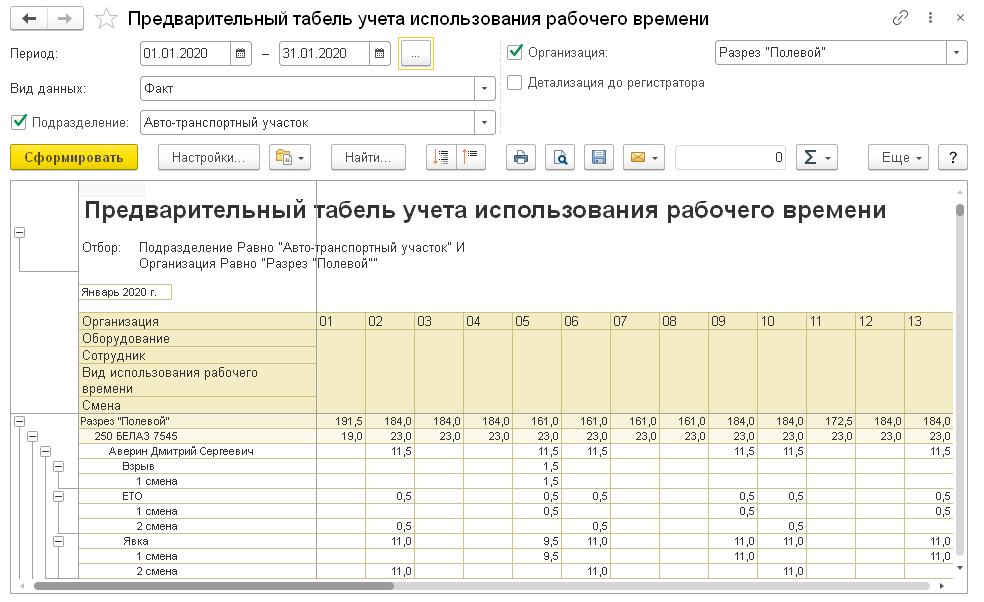 Предварительный табель учета использования рабочего времени
Период: 01.01.2020 – 31.01.2020 ... Организация: Разрез "Полевой"
Вид данных: Факт Детализация до регистратора
Подразделение: Авто-транспортный участок
Сформировать Настройки... Найти... 0 Σ Еще ?
Предварительный табель учета использования рабочего времени
Отбор: Подразделение Равно "Авто-транспортный участок" И
Организация Равно "Разрез "Полевой""
Январь 2020 г.
Организация 01 02 03 04 05 06 07 08 09 10 11 12 13
Оборудование
Сотрудник
Вид использования рабочего
времени
Смена
Разрез "Полевой" 191,5 184,0 184,0 184,0 161,0 161,0 161,0 161,0 184,0 184,0 172,5 184,0 184,0
250 БЕЛАЗ 7545 19,0 23,0 23,0 23,0 23,0 23,0 23,0 23,0 23,0 23,0 23,0 23,0 23,0
Аверин Дмитрий Сергеевич 11,5 11,5 11,5 11,5 11,5 11,5
Взрыв 1,5
1 смена 1,5
ЕТО 0,5 0,5 0,5 0,5 0,5 0,5
1 смена 0,5 0,5 0,5
2 смена 0,5 0,5 0,5
Явка 11,0 9,5 11,0 11,0 11,0 11,0
1 смена 9,5 11,0 11,0
2 смена 11,0 11,0 11,0